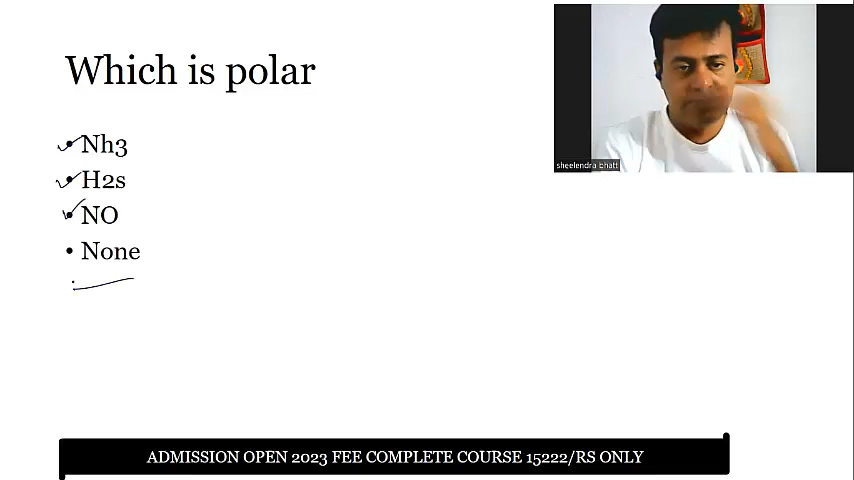 Which is polar
sheelendra bhatt
• Nh3
• H2s
• NO
• None
ADMISSION OPEN 2023 FEE COMPLETE COURSE 15222/RS ONLY